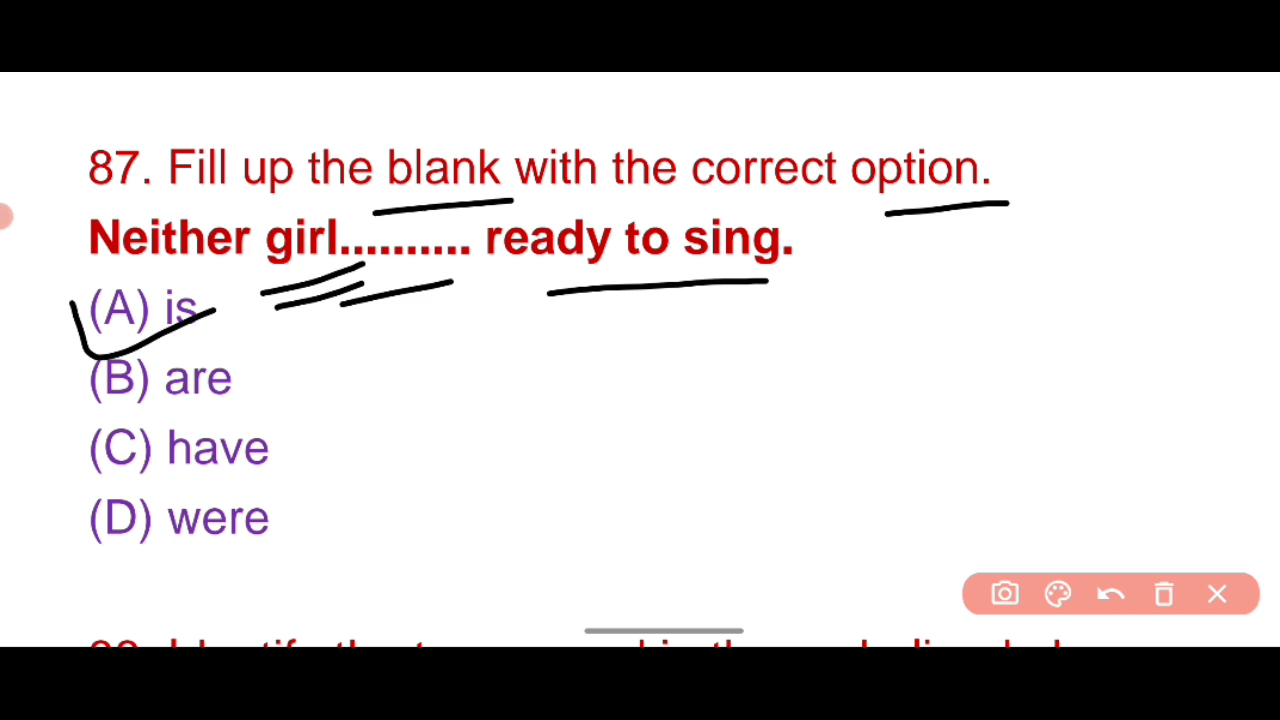 87. Fill up the blank with the correct option.
Neither girl.......... ready to sing.
(A) is
(B) are
(C) have
(D) were